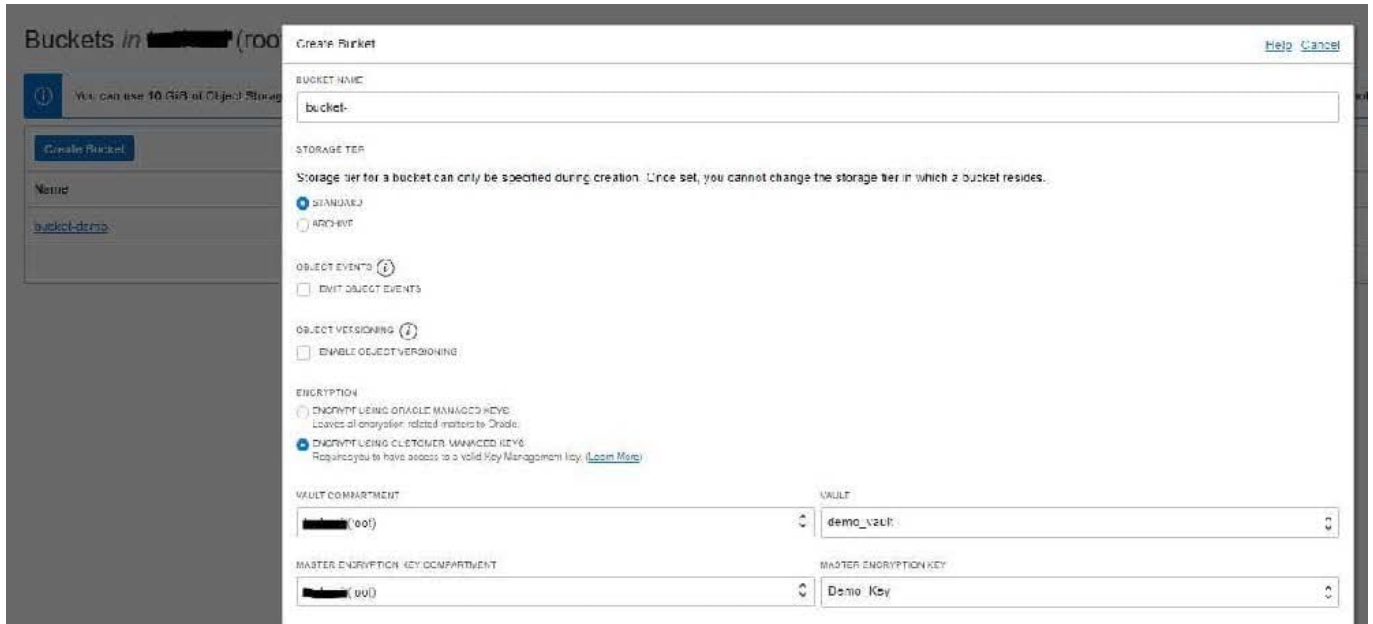 Buckets in (roo
You can use 10 GiB of Object Storag
Create Bucket
Name
bucket-demo
Create Bucket
Help Cancel
BUCKET NAME
bucket-
STORAGE TIER
Storage tier for a bucket can only be specified during creation. Once set, you cannot change the storage tier in which a bucket resides.
STANDARD
ARCHIVE
OBJECT EVENTS
EMIT OBJECT EVENTS
OBJECT VERSIONING
ENABLE OBJECT VERSIONING
ENCRYPTION
ENCRYPT USING ORACLE MANAGED KEYS
Leaves all encryption related matters to Oracle.
ENCRYPT USING CUSTOMER MANAGED KEYS
Requires you to have access to a valid Key Management key. (Learn More)
VAULT COMPARTMENT
VAULT
(root)
demo_vault
MASTER ENCRYPTION KEY COMPARTMENT
MASTER ENCRYPTION KEY
(root)
Demo_Key